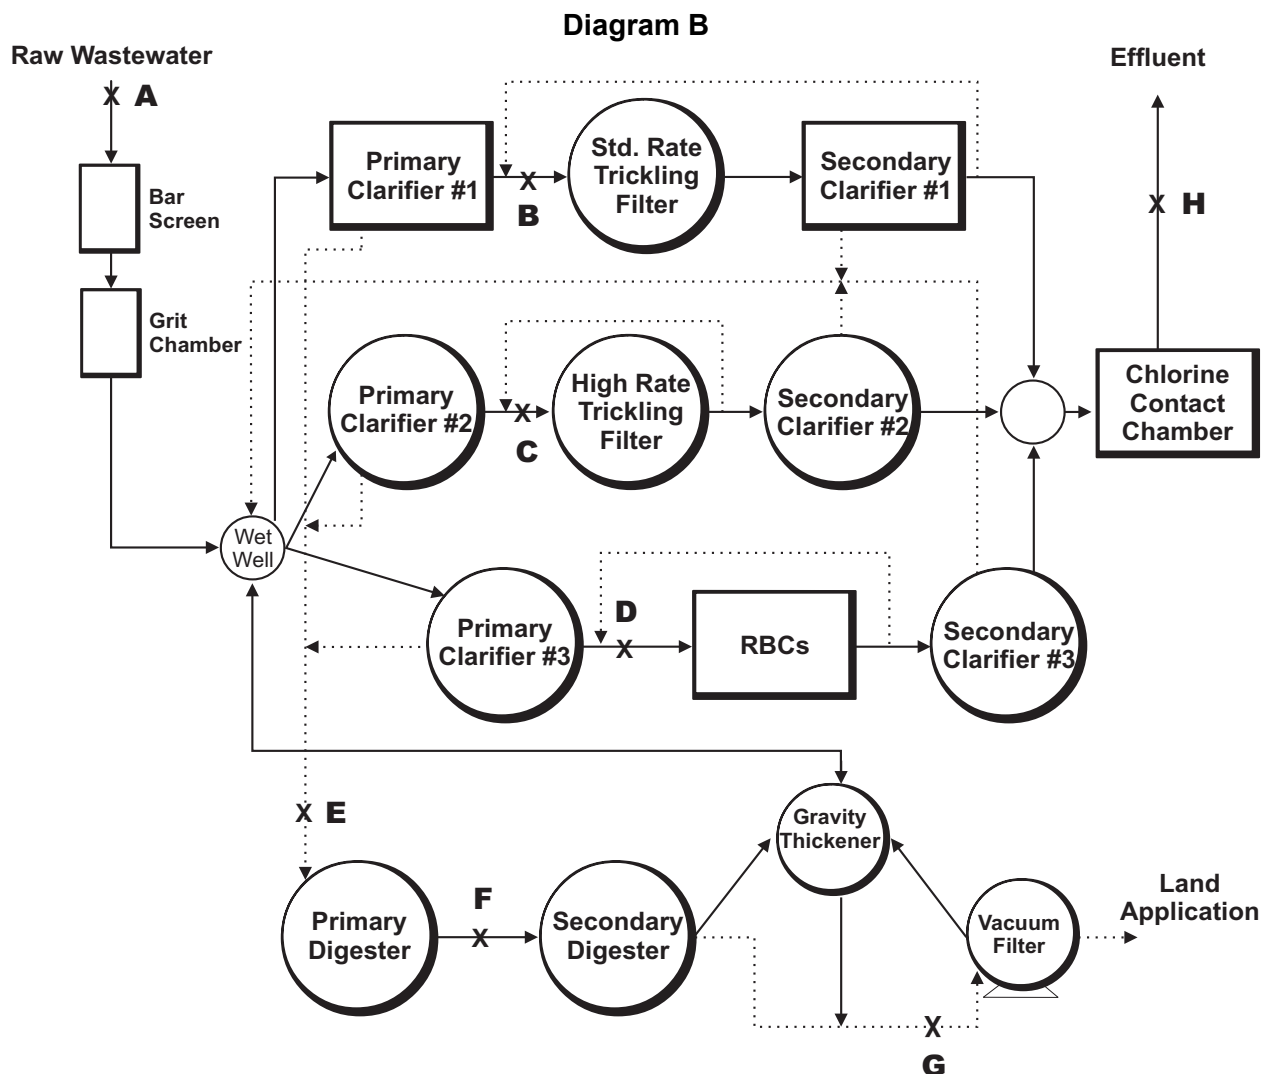 Diagram B
Raw Wastewater
Effluent
X A
Bar
Screen
Grit
Chamber
Primary
Clarifier #1
X
B
Std. Rate
Trickling
Filter
Secondary
Clarifier #1
X H
Primary
Clarifier #2
X
C
High Rate
Trickling
Filter
Secondary
Clarifier #2
Chlorine
Contact
Chamber
Wet
Well
Primary
Clarifier #3
D
X
RBCs
Secondary
Clarifier #3
X E
Gravity
Thickener
Primary
Digester
F
X
Secondary
Digester
Vacuum
Filter
Land
Application
X
G